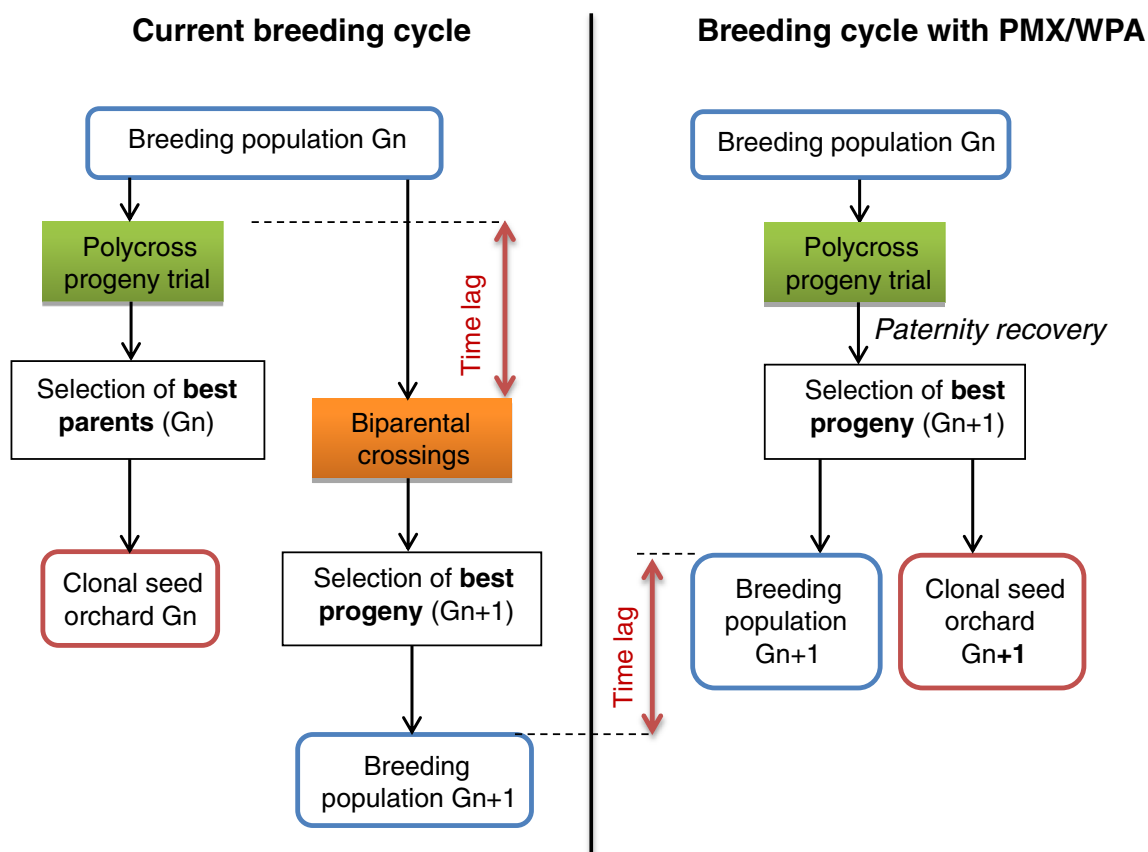 Current breeding cycle
Breeding population Gn
Polycross
progeny trial
Time lag
Selection of best
parents (Gn)
Biparental
crossings
Clonal seed
orchard Gn
Selection of best
progeny (Gn+1)
Breeding
population Gn+1
Breeding cycle with PMX/WPA
Breeding population Gn
Polycross
progeny trial
Paternity recovery
Selection of best
progeny (Gn+1)
Time lag
Breeding
population
Gn+1
Clonal seed
orchard
Gn+1